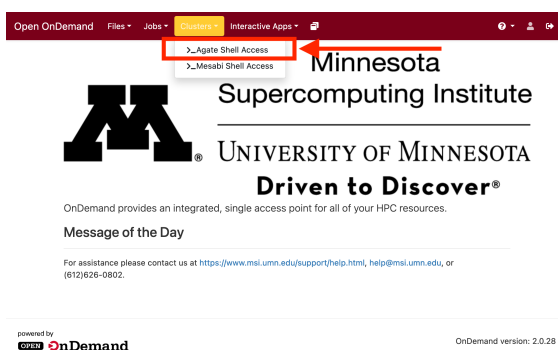 Open OnDemand Files Jobs Clusters Interactive Apps
>_Agate Shell Access
>_Mesabi Shell Access
Minnesota
Supercomputing Institute
M®
UNIVERSITY OF MINNESOTA
Driven to Discover®
OnDemand provides an integrated, single access point for all of your HPC resources.
Message of the Day
For assistance please contact us at https://www.msi.umn.edu/support/help.html, help@msi.umn.edu, or
(612)626-0802.
powered by
OPEN OnDemand
OnDemand version: 2.0.28